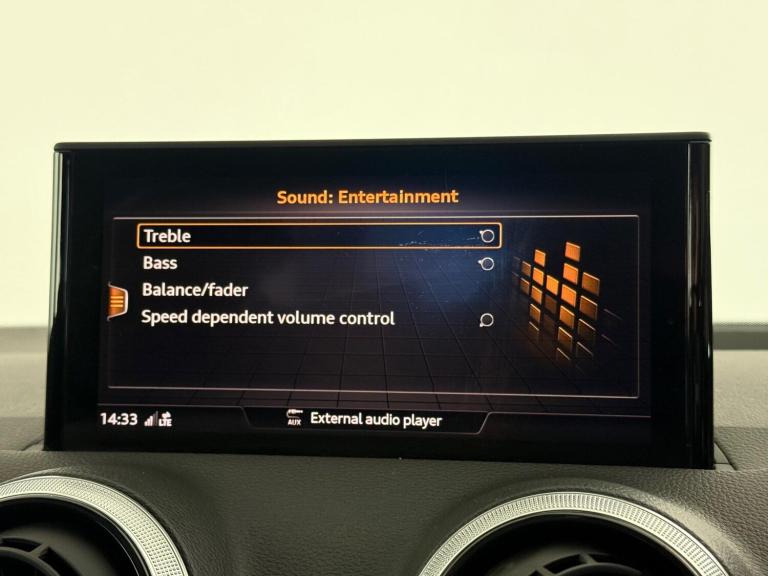 Sound: Entertainment
Treble
Bass
Balance/fader
Speed dependent volume control
14:33 LTE AUX External audio player